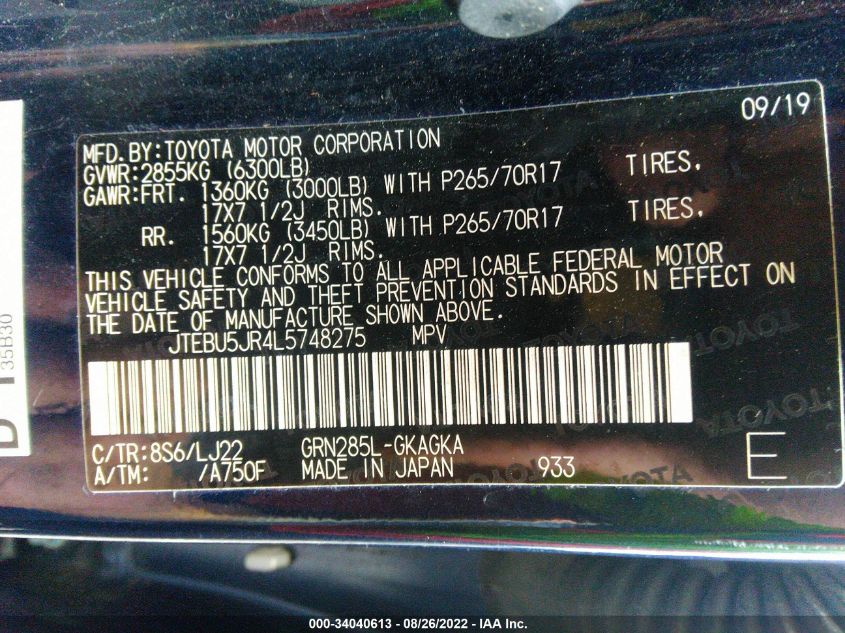 09/19
MFD.BY:TOYOTA MOTOR CORPORATION
GVWR:2855KG (6300LB)
GAWR:FRT. 1360KG (3000LB) WITH P265/70R17 TIRES,
17X7 1/2J RIMS.
RR. 1560KG (3450LB) WITH P265/70R17 TIRES,
17X7 1/2J RIMS.
THIS VEHICLE CONFORMS TO ALL APPLICABLE FEDERAL MOTOR
VEHICLE SAFETY AND THEFT PREVENTION STANDARDS IN EFFECT ON
THE DATE OF MANUFACTURE SHOWN ABOVE.
JTEBU5JR4L5748275 MPV
C/TR:8S6/LJ22 GRN285L-GKAGKA
A/TM: /A750F MADE IN JAPAN 933 E
35B30
TOYOTA
000-34040613 - 08/26/2022 - IAA Inc.